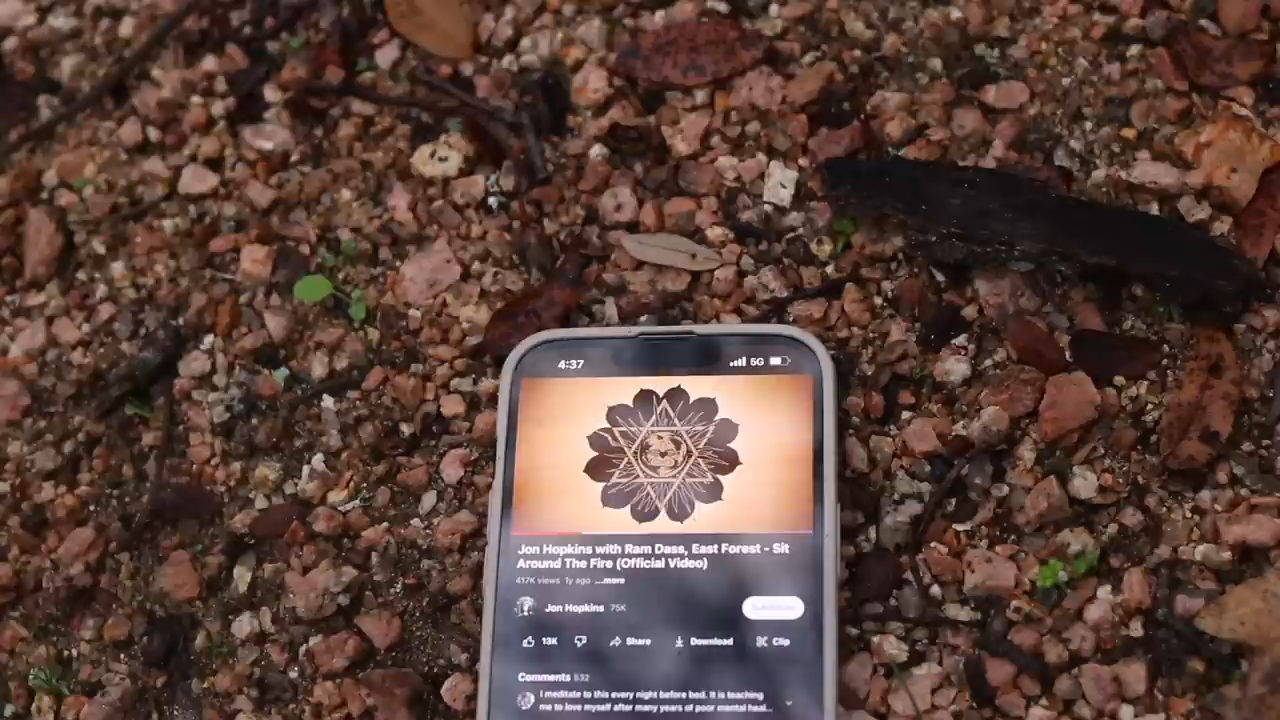 4:37
5G
Jon Hopkins with Ram Dass, East Forest - Sit
Around The Fire (Official Video)
417K views 1y ago ...more
Jon Hopkins 75K
13K Share Download Clip
Comments 532
I meditate to this every night before bed. It is teaching
me to love myself after many years of poor mental heal...